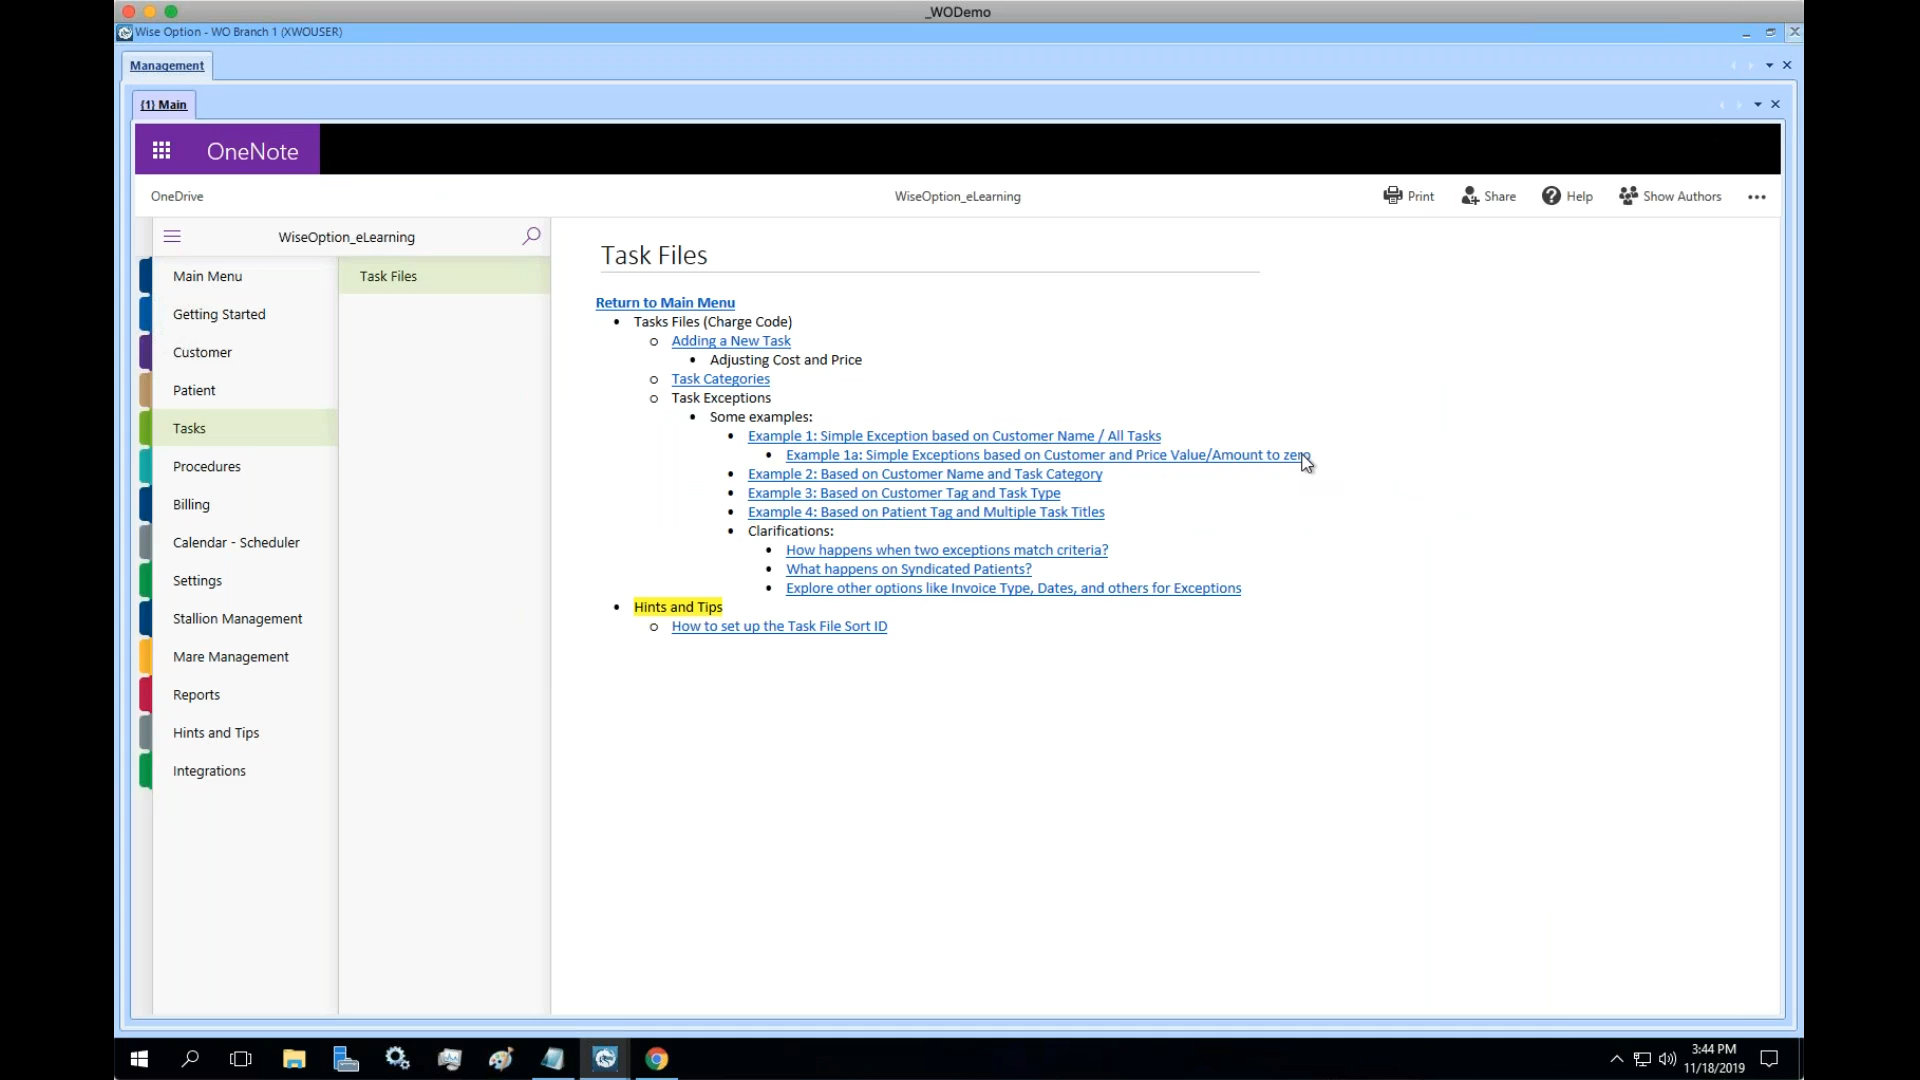 _WODemo
Wise Option - WO Branch 1 (XWOUSER)
Management
{1} Main
OneNote
OneDrive
WiseOption_eLearning
Print
Share
Help
Show Authors
WiseOption_eLearning
Main Menu
Getting Started
Customer
Patient
Tasks
Procedures
Billing
Calendar - Scheduler
Settings
Stallion Management
Mare Management
Reports
Hints and Tips
Integrations
Task Files
Task Files
Return to Main Menu
Tasks Files (Charge Code)
Adding a New Task
Adjusting Cost and Price
Task Categories
Task Exceptions
Some examples:
Example 1: Simple Exception based on Customer Name / All Tasks
Example 1a: Simple Exceptions based on Customer and Price Value/Amount to zero
Example 2: Based on Customer Name and Task Category
Example 3: Based on Customer Tag and Task Type
Example 4: Based on Patient Tag and Multiple Task Titles
Clarifications:
How happens when two exceptions match criteria?
What happens on Syndicated Patients?
Explore other options like Invoice Type, Dates, and others for Exceptions
Hints and Tips
How to set up the Task File Sort ID
3:44 PM
11/18/2019